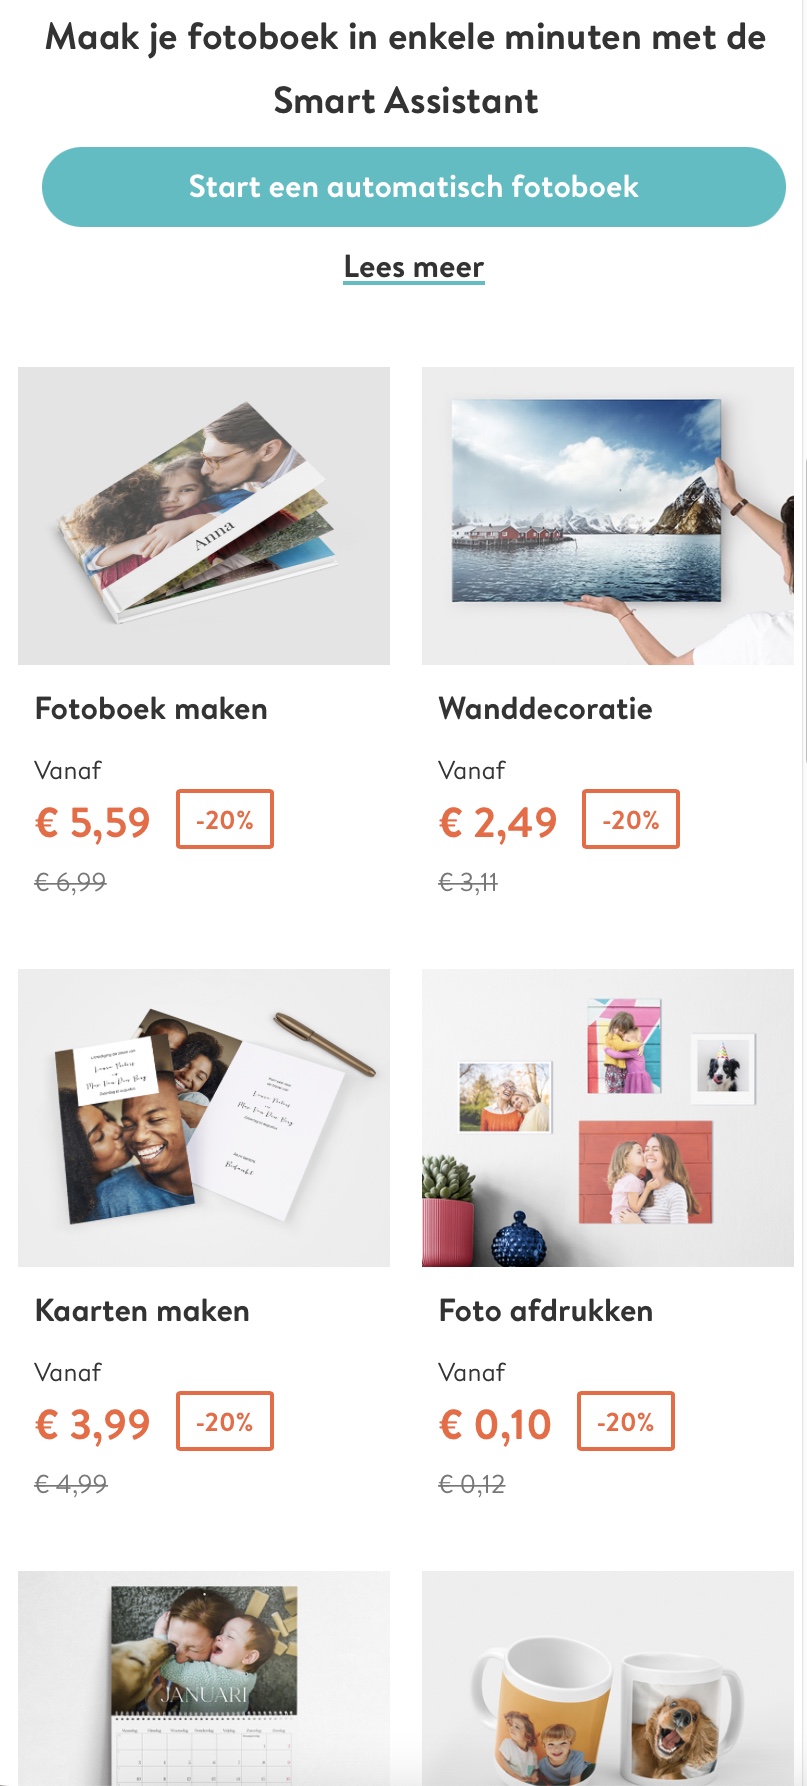 Maak je fotoboek in enkele minuten met de
Smart Assistant
Start een automatisch fotoboek
Lees meer
Anna
Fotoboek maken
Vanaf
€ 5,59 -20%
€ 6,99
Wanddecoratie
Vanaf
€ 2,49 -20%
€ 3,11
Kaarten maken
Vanaf
€ 3,99 -20%
€ 4,99
Foto afdrukken
Vanaf
€ 0,10 -20%
€ 0,12
JANUARI